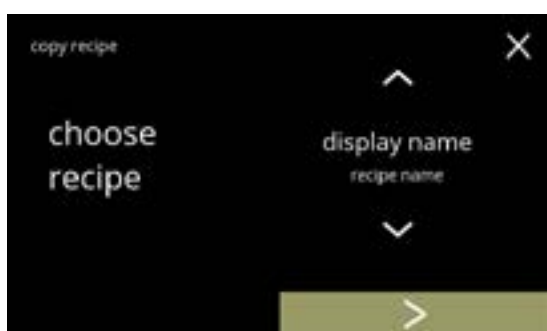 copy recipe
choose
recipe
display name
recipe name